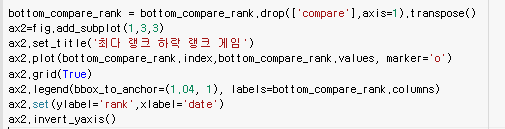 bottom_compare_rank = bottom_compare_rank.drop(['compare'],axis=1).transpose()
ax2=fig.add_subplot(1,3,3)
ax2.set_title('최다 랭크 하락 랭크 게임')
ax2.plot(bottom_compare_rank.index,bottom_compare_rank.values, marker='o')
ax2.grid(True)
ax2.legend(bbox_to_anchor=(1.04, 1), labels=bottom_compare_rank.columns)
ax2.set(ylabel='rank',xlabel='date')
ax2.invert_yaxis()